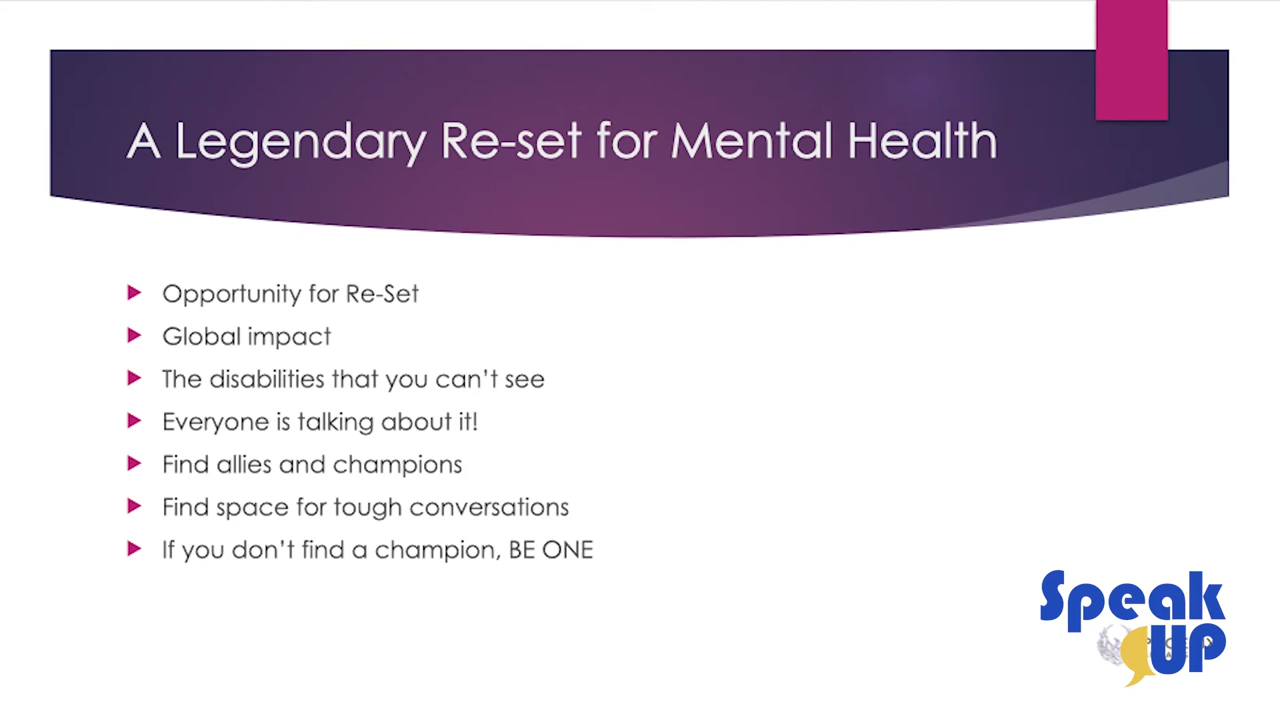 A Legendary Re-set for Mental Health
Opportunity for Re-Set
Global impact
The disabilities that you can't see
Everyone is talking about it!
Find allies and champions
Find space for tough conversations
If you don't find a champion, BE ONE
Speak
UP